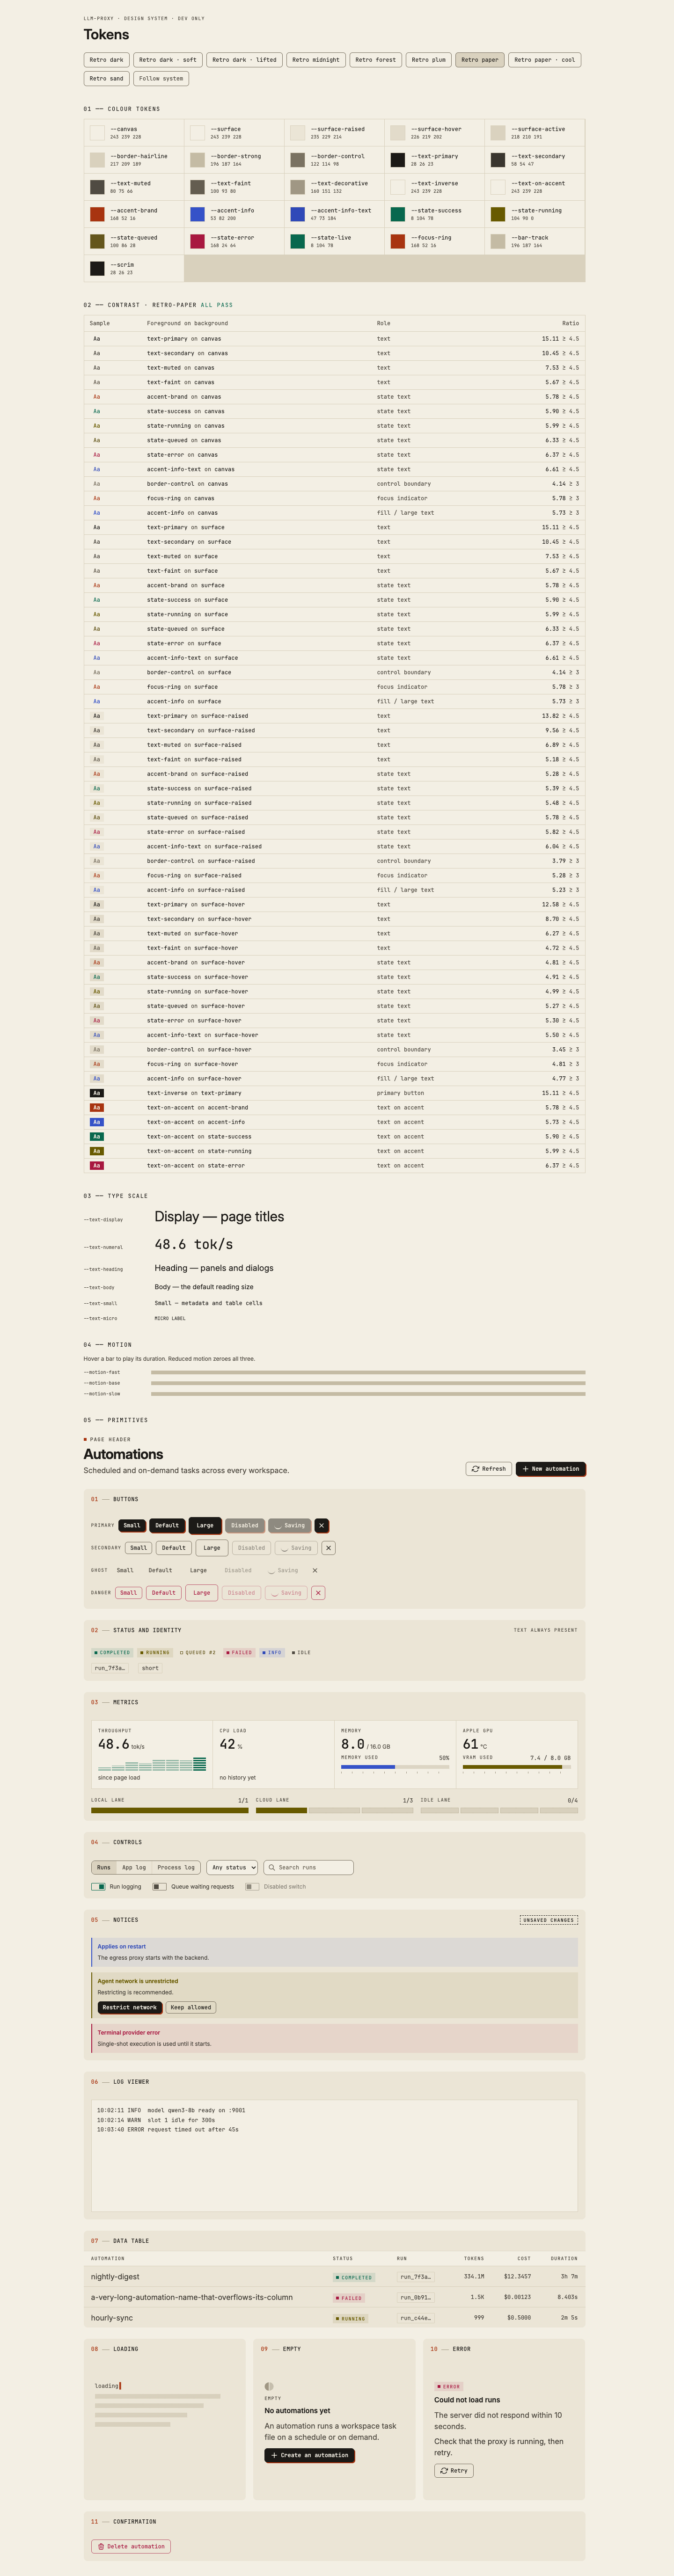 LLM-PROXY · DESIGN SYSTEM · DEV ONLY
Tokens
Retro dark
Retro dark · soft
Retro dark · lifted
Retro midnight
Retro forest
Retro plum
Retro paper
Retro paper · cool
Retro sand
Follow system
01 —— COLOUR TOKENS
--canvas
243 239 228
--surface
243 239 228
--surface-raised
235 229 214
--surface-hover
226 219 202
--surface-active
218 210 191
--border-hairline
217 209 189
--border-strong
196 187 164
--border-control
122 114 98
--text-primary
28 26 23
--text-secondary
58 54 47
--text-muted
80 75 66
--text-faint
100 93 80
--text-decorative
160 151 132
--text-inverse
243 239 228
--text-on-accent
243 239 228
--accent-brand
168 52 16
--accent-info
53 82 200
--accent-info-text
47 73 184
--state-success
8 104 78
--state-running
104 90 0
--state-queued
100 86 28
--state-error
168 24 64
--state-live
8 104 78
--focus-ring
168 52 16
--bar-track
196 187 164
--scrim
28 26 23
02 —— CONTRAST · RETRO-PAPER ALL PASS
Sample Foreground on background Role Ratio
Aa text-primary on canvas text 15.11 ≥ 4.5
Aa text-secondary on canvas text 10.45 ≥ 4.5
Aa text-muted on canvas text 7.53 ≥ 4.5
Aa text-faint on canvas text 5.67 ≥ 4.5
Aa accent-brand on canvas state text 5.78 ≥ 4.5
Aa state-success on canvas state text 5.90 ≥ 4.5
Aa state-running on canvas state text 5.99 ≥ 4.5
Aa state-queued on canvas state text 6.33 ≥ 4.5
Aa state-error on canvas state text 6.37 ≥ 4.5
Aa accent-info-text on canvas state text 6.61 ≥ 4.5
Aa border-control on canvas control boundary 4.14 ≥ 3
Aa focus-ring on canvas focus indicator 5.78 ≥ 3
Aa accent-info on canvas fill / large text 5.73 ≥ 3
Aa text-primary on surface text 15.11 ≥ 4.5
Aa text-secondary on surface text 10.45 ≥ 4.5
Aa text-muted on surface text 7.53 ≥ 4.5
Aa text-faint on surface text 5.67 ≥ 4.5
Aa accent-brand on surface state text 5.78 ≥ 4.5
Aa state-success on surface state text 5.90 ≥ 4.5
Aa state-running on surface state text 5.99 ≥ 4.5
Aa state-queued on surface state text 6.33 ≥ 4.5
Aa state-error on surface state text 6.37 ≥ 4.5
Aa accent-info-text on surface state text 6.61 ≥ 4.5
Aa border-control on surface control boundary 4.14 ≥ 3
Aa focus-ring on surface focus indicator 5.78 ≥ 3
Aa accent-info on surface fill / large text 5.73 ≥ 3
Aa text-primary on surface-raised text 13.82 ≥ 4.5
Aa text-secondary on surface-raised text 9.56 ≥ 4.5
Aa text-muted on surface-raised text 6.89 ≥ 4.5
Aa text-faint on surface-raised text 5.18 ≥ 4.5
Aa accent-brand on surface-raised state text 5.28 ≥ 4.5
Aa state-success on surface-raised state text 5.39 ≥ 4.5
Aa state-running on surface-raised state text 5.48 ≥ 4.5
Aa state-queued on surface-raised state text 5.78 ≥ 4.5
Aa state-error on surface-raised state text 5.82 ≥ 4.5
Aa accent-info-text on surface-raised state text 6.04 ≥ 4.5
Aa border-control on surface-raised control boundary 3.79 ≥ 3
Aa focus-ring on surface-raised focus indicator 5.28 ≥ 3
Aa accent-info on surface-raised fill / large text 5.23 ≥ 3
Aa text-primary on surface-hover text 12.58 ≥ 4.5
Aa text-secondary on surface-hover text 8.70 ≥ 4.5
Aa text-muted on surface-hover text 6.27 ≥ 4.5
Aa text-faint on surface-hover text 4.72 ≥ 4.5
Aa accent-brand on surface-hover state text 4.81 ≥ 4.5
Aa state-success on surface-hover state text 4.91 ≥ 4.5
Aa state-running on surface-hover state text 4.99 ≥ 4.5
Aa state-queued on surface-hover state text 5.27 ≥ 4.5
Aa state-error on surface-hover state text 5.30 ≥ 4.5
Aa accent-info-text on surface-hover state text 5.50 ≥ 4.5
Aa border-control on surface-hover control boundary 3.45 ≥ 3
Aa focus-ring on surface-hover focus indicator 4.81 ≥ 3
Aa accent-info on surface-hover fill / large text 4.77 ≥ 3
Aa text-inverse on text-primary primary button 15.11 ≥ 4.5
Aa text-on-accent on accent-brand text on accent 5.78 ≥ 4.5
Aa text-on-accent on accent-info text on accent 5.73 ≥ 4.5
Aa text-on-accent on state-success text on accent 5.90 ≥ 4.5
Aa text-on-accent on state-running text on accent 5.99 ≥ 4.5
Aa text-on-accent on state-error text on accent 6.37 ≥ 4.5
03 —— TYPE SCALE
--text-display Display — page titles
--text-numeral 48.6 tok/s
--text-heading Heading — panels and dialogs
--text-body Body — the default reading size
--text-small Small — metadata and table cells
--text-micro MICRO LABEL
04 —— MOTION
Hover a bar to play its duration. Reduced motion zeroes all three.
--motion-fast
--motion-base
--motion-slow
05 —— PRIMITIVES
PAGE HEADER
Automations
Scheduled and on-demand tasks across every workspace.
Refresh
New automation
01 —— BUTTONS
PRIMARY Small Default Large Disabled Saving
SECONDARY Small Default Large Disabled Saving
GHOST Small Default Large Disabled Saving
DANGER Small Default Large Disabled Saving
02 —— STATUS AND IDENTITY TEXT ALWAYS PRESENT
COMPLETED RUNNING QUEUED #2 FAILED INFO IDLE
run_7f3a… short
03 —— METRICS
THROUGHPUT
48.6 tok/s
since page load
CPU LOAD
42 %
no history yet
MEMORY
8.0 / 16.0 GB
MEMORY USED 50%
APPLE GPU
61 °C
VRAM USED 7.4 / 8.0 GB
LOCAL LANE 1/1
CLOUD LANE 1/3
IDLE LANE 0/4
04 —— CONTROLS
Runs App log Process log Any status Search runs
Run logging Queue waiting requests Disabled switch
05 —— NOTICES UNSAVED CHANGES
Applies on restart
The egress proxy starts with the backend.
Agent network is unrestricted
Restricting is recommended.
Restrict network Keep allowed
Terminal provider error
Single-shot execution is used until it starts.
06 —— LOG VIEWER
10:02:11 INFO model qwen3-8b ready on :9001
10:02:14 WARN slot 1 idle for 300s
10:03:40 ERROR request timed out after 45s
07 —— DATA TABLE
AUTOMATION STATUS RUN TOKENS COST DURATION
nightly-digest COMPLETED run_7f3a… 334.1M $12.3457 3h 7m
a-very-long-automation-name-that-overflows-its-column FAILED run_0b91… 1.5K $0.00123 8.403s
hourly-sync RUNNING run_c44e… 999 $0.5000 2m 5s
08 —— LOADING
loading
09 —— EMPTY
EMPTY
No automations yet
An automation runs a workspace task
file on a schedule or on demand.
Create an automation
10 —— ERROR
ERROR
Could not load runs
The server did not respond within 10
seconds.
Check that the proxy is running, then
retry.
Retry
11 —— CONFIRMATION
Delete automation